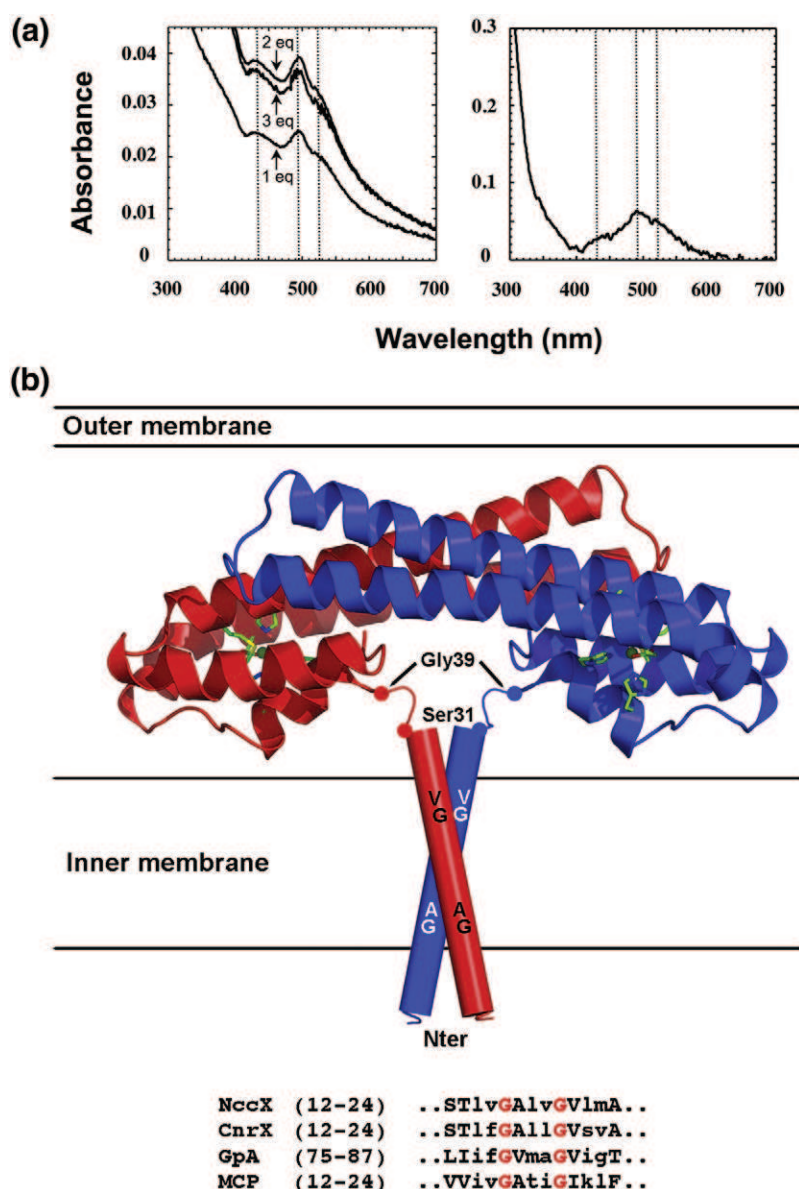 (a)
Absorbance
0.04
0.03
0.02
0.01
0
2 eq
3 eq
1 eq
300 400 500 600 700
0.3
0.2
0.1
0
300 400 500 600 700
Wavelength (nm)
(b)
Outer membrane
Gly39
Ser31
V
G
V
G
Inner membrane
A
G
A
G
Nter
NccX (12-24) ..STlvGAlvGVlmA..
CnrX (12-24) ..STlfGAllGVsvA..
GpA (75-87) ..LIifGVmaGVigT..
MCP (12-24) ..VVivGAtiGIklF..